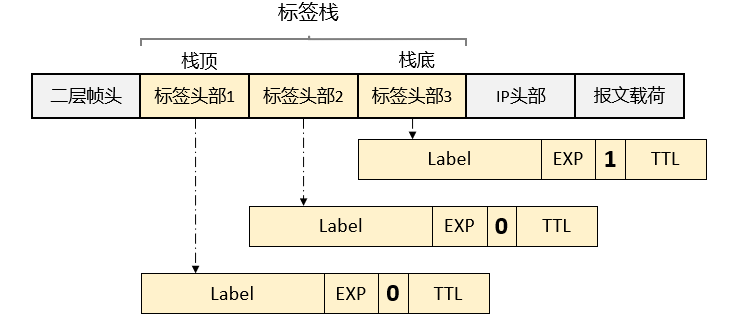 标签栈
栈顶 栈底
二层帧头 标签头部1 标签头部2 标签头部3 IP头部 报文载荷
Label EXP 1 TTL
Label EXP 0 TTL
Label EXP 0 TTL